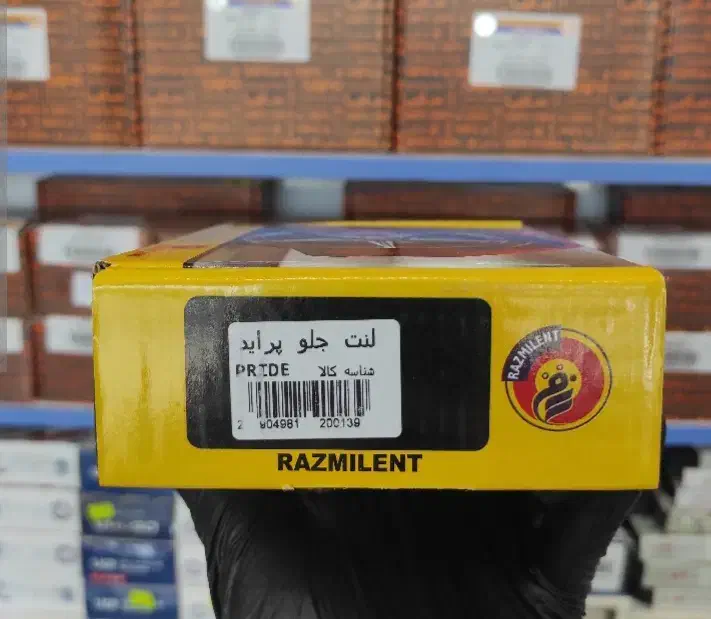 لنت جلو پراید
PRIDE شناسه کالا
2 904981 200139
RAZMILENT
RAZMILENT